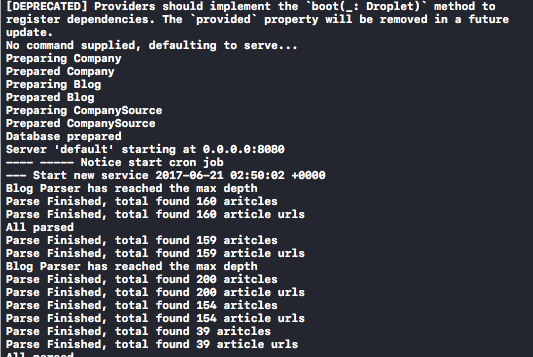 [DEPRECATED] Providers should implement the `boot(_: Droplet)` method to
register dependencies. The `provided` property will be removed in a future
update.
No command supplied, defaulting to serve...
Preparing Company
Prepared Company
Preparing Blog
Prepared Blog
Preparing CompanySource
Prepared CompanySource
Database prepared
Server 'default' starting at 0.0.0.0:8080
---- ----- Notice start cron job
--- Start new service 2017-06-21 02:50:02 +0000
Blog Parser has reached the max depth
Parse Finished, total found 160 aritcles
Parse Finished, total found 160 article urls
All parsed
Parse Finished, total found 159 aritcles
Parse Finished, total found 159 article urls
Blog Parser has reached the max depth
Parse Finished, total found 200 aritcles
Parse Finished, total found 200 article urls
Parse Finished, total found 154 aritcles
Parse Finished, total found 154 article urls
Parse Finished, total found 39 aritcles
Parse Finished, total found 39 article urls
All parsed